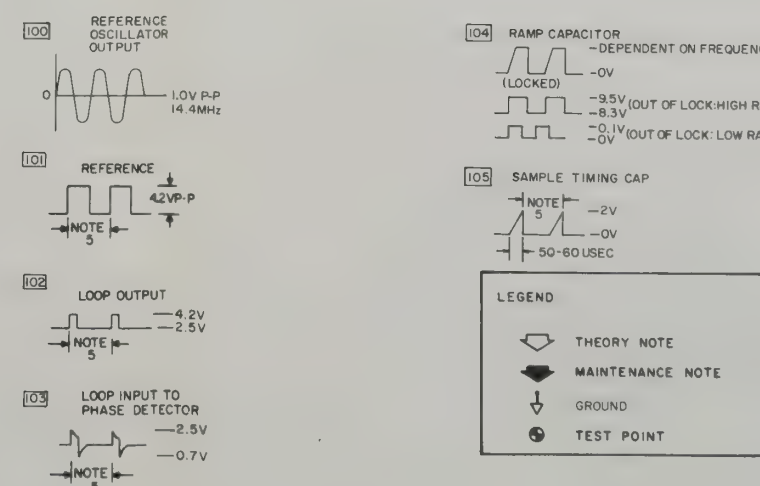 100
REFERENCE
OSCILLATOR
OUTPUT
0
1.0V P-P
14.4MHz
101
REFERENCE
4.2VP-P
NOTE
5
102
LOOP OUTPUT
4.2V
2.5V
NOTE
5
103
LOOP INPUT TO
PHASE DETECTOR
2.5V
0.7V
NOTE
104
RAMP CAPACITOR
-DEPENDENT ON
-0V
(LOCKED)
-9.5V
-8.3V
(OUT OF LOCK:HIGH
-0.1V
-0V
(OUT OF LOCK: LOW
105
SAMPLE TIMING CAP
NOTE
5
-2V
-0V
50-60 USEC
LEGEND
THEORY NOTE
MAINTENANCE NOTE
GROUND
TEST POINT